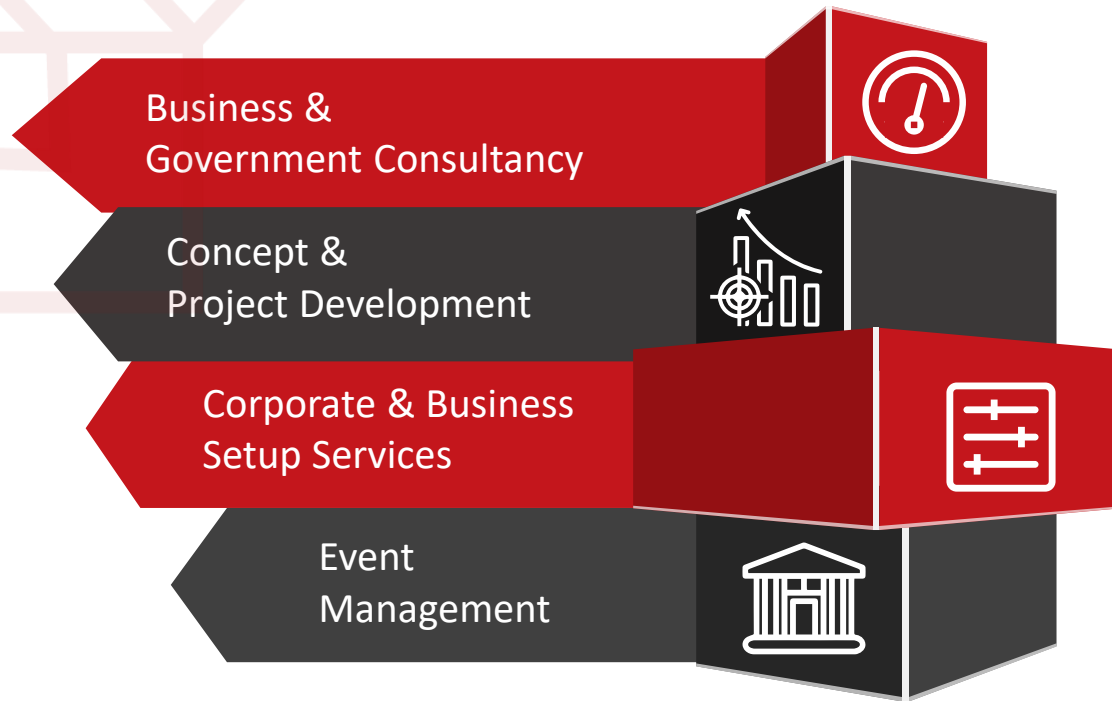 Business &
Government Consultancy
Concept &
Project Development
Corporate & Business
Setup Services
Event
Management